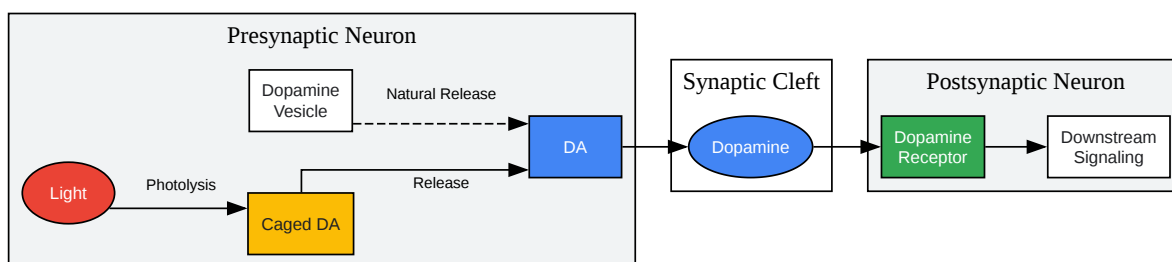 Presynaptic Neuron
Dopamine
Vesicle
Natural Release
DA
Light
Photolysis
Caged DA
Release
Synaptic Cleft
Dopamine
Postsynaptic Neuron
Dopamine
Receptor
Downstream
Signaling